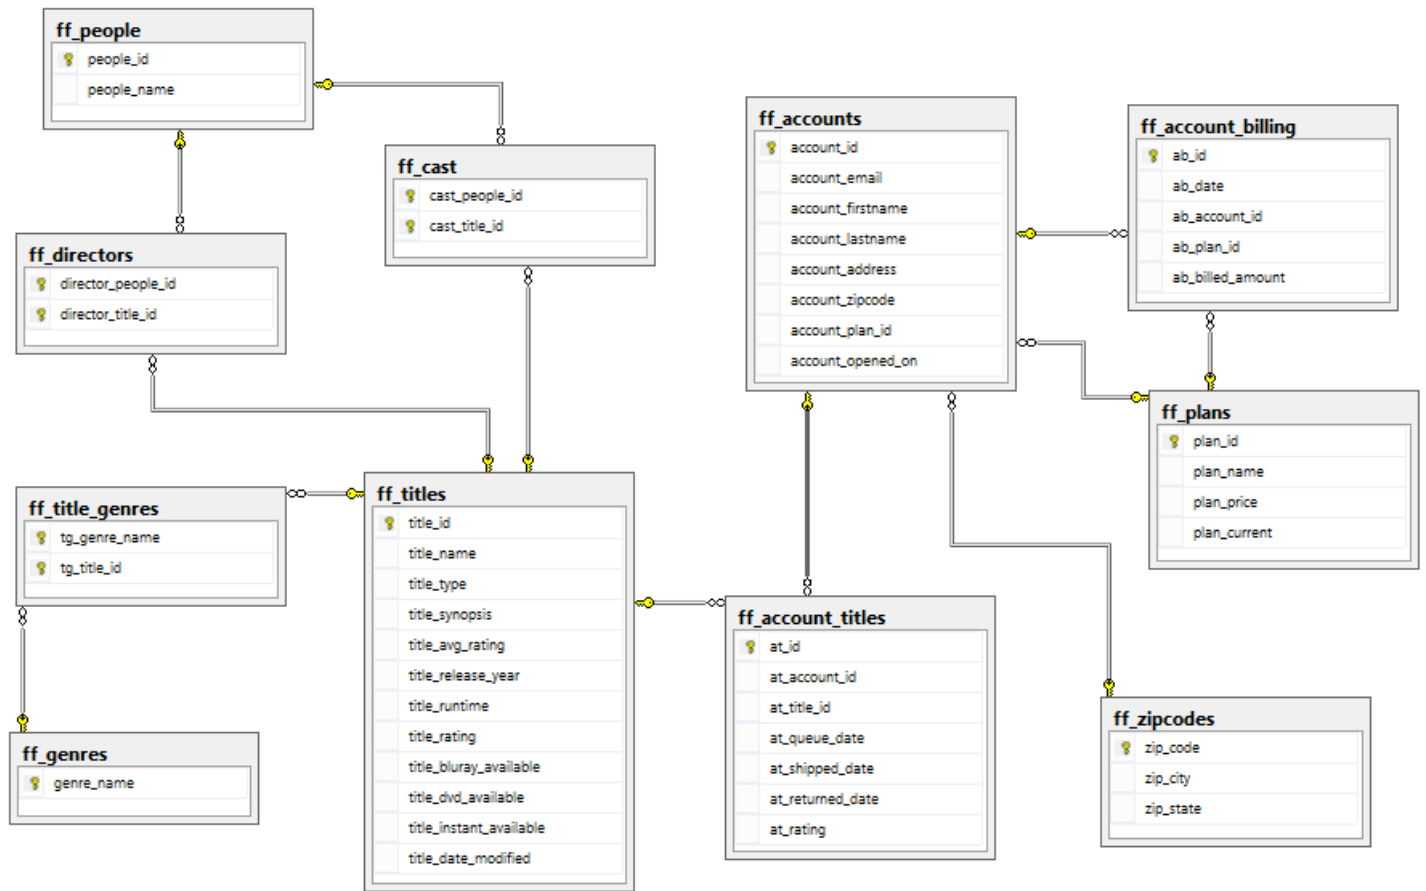 ff_people
people_id
people_name
ff_cast
cast_people_id
cast_title_id
ff_directors
director_people_id
director_title_id
ff_title_genres
tg_genre_name
tg_title_id
ff_genres
genre_name
ff_titles
title_id
title_name
title_type
title_synopsis
title_avg_rating
title_release_year
title_runtime
title_rating
title_bluray_available
title_dvd_available
title_instant_available
title_date_modified
ff_accounts
account_id
account_email
account_firstname
account_lastname
account_address
account_zipcode
account_plan_id
account_opened_on
ff_account_billing
ab_id
ab_date
ab_account_id
ab_plan_id
ab_billed_amount
ff_plans
plan_id
plan_name
plan_price
plan_current
ff_account_titles
at_id
at_account_id
at_title_id
at_queue_date
at_shipped_date
at_returned_date
at_rating
ff_zipcodes
zip_code
zip_city
zip_state